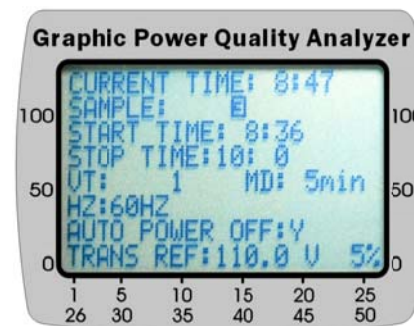 Graphic Power Quality Analyzer
CURRENT TIME: 8:47
SAMPLE: 3
START TIME: 8:36
STOP TIME:10: 0
VT: 1 MD: 5min
HZ:60HZ
AUTO POWER OFF:Y
TRANS REF:110.0 V 5%
100 100
50 50
0 0
1 5 10 15 20 25
26 30 35 40 45 50